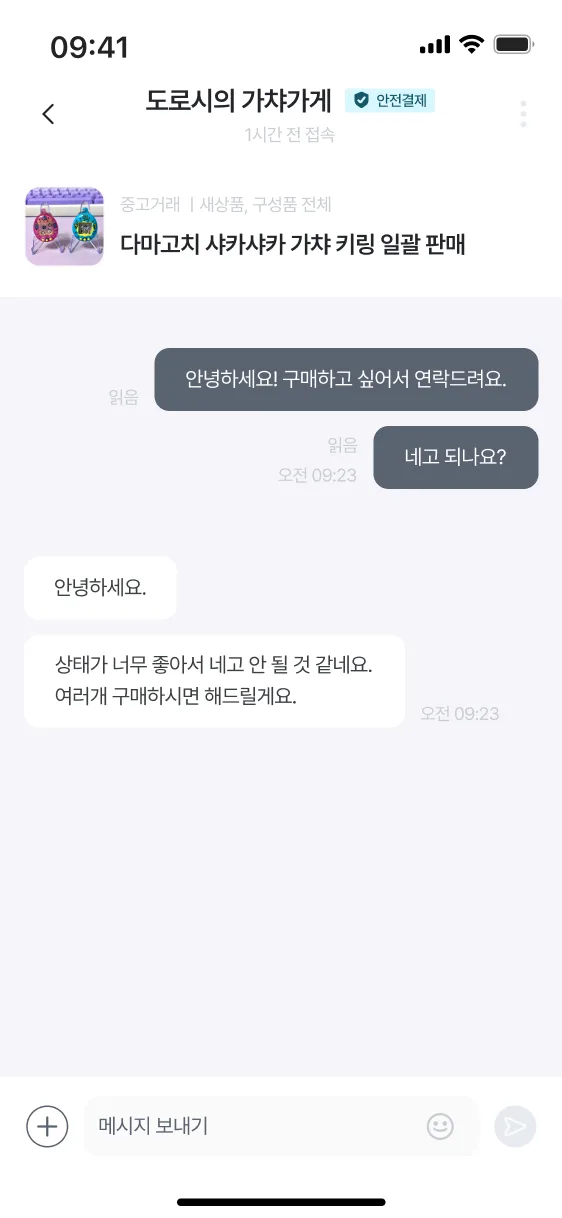 09:41
도로시의 가챠가게 안전결제
1시간 전 접속
중고거래 | 새상품, 구성품 전체
다마고치 샤카샤카 가챠 키링 일괄 판매
안녕하세요! 구매하고 싶어서 연락드려요.
읽음
네고 되나요?
읽음
오전 09:23
안녕하세요.
상태가 너무 좋아서 네고 안 될 것 같네요.
여러개 구매하시면 해드릴게요.
오전 09:23
메시지 보내기